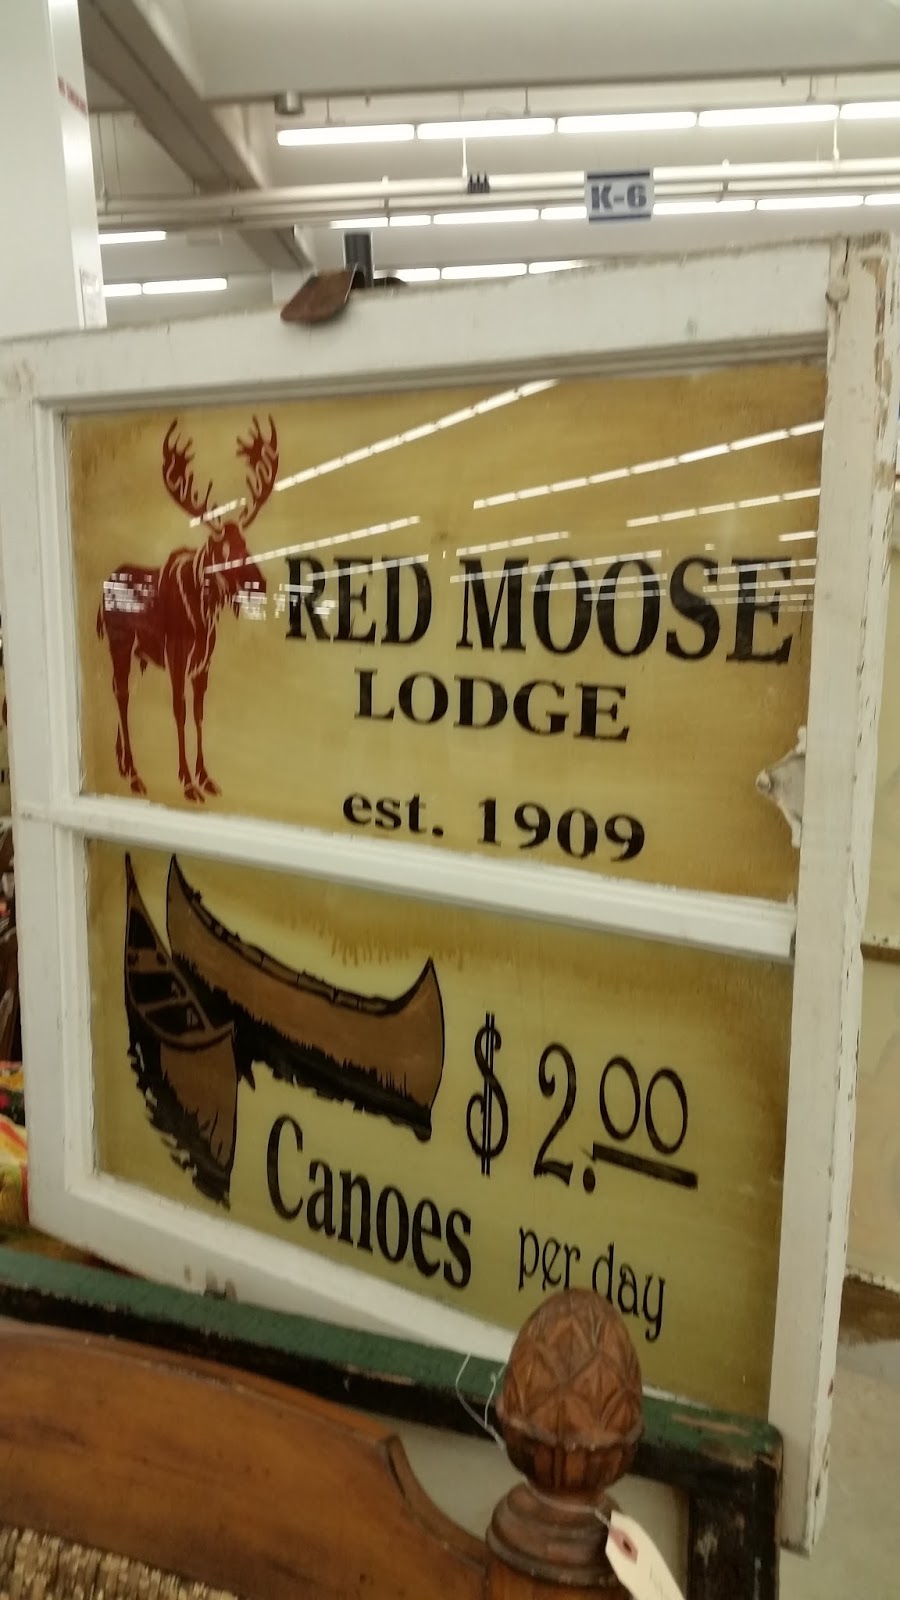 K-6
RED MOOSE
LODGE
est. 1909
$2.00
Canoes per day